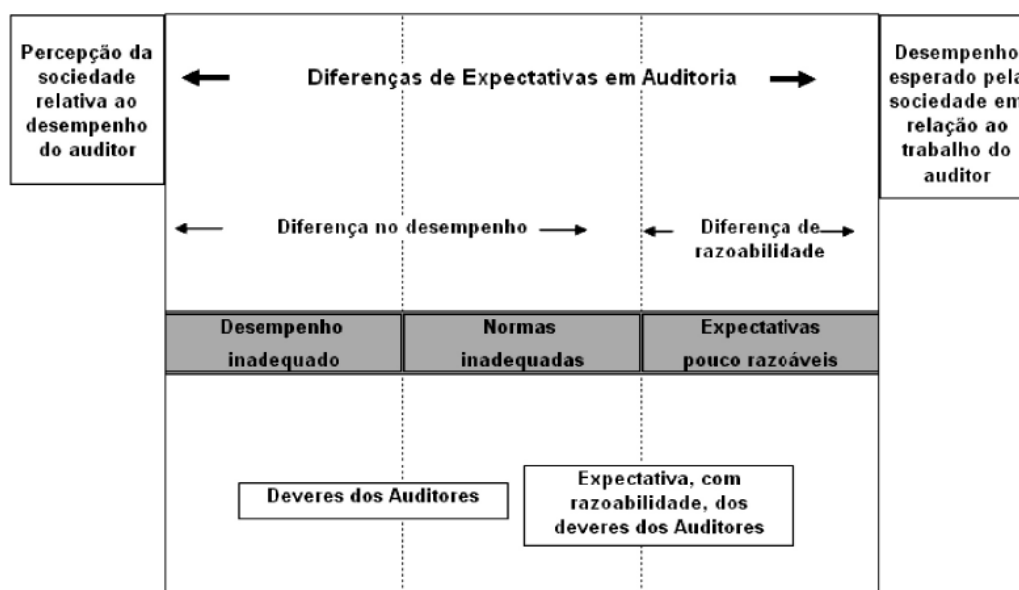 Percepção da
sociedade
relativa ao
desempenho
do auditor
Diferenças de Expectativas em Auditoria
Desempenho
esperado pela
sociedade em
relação ao
trabalho do
auditor
Diferença no desempenho
Diferença de
razoabilidade
Desempenho
inadequado
Normas
inadequadas
Expectativas
pouco razoáveis
Deveres dos Auditores
Expectativa, com
razoabilidade, dos
deveres dos Auditores